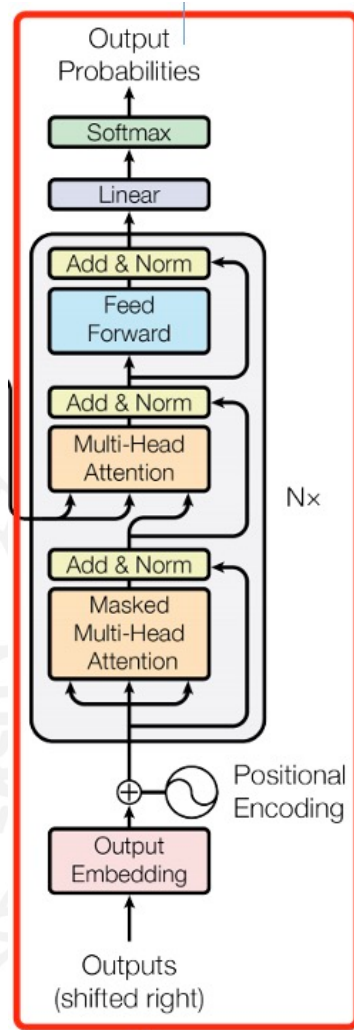 Output
Probabilities
Softmax
Linear
Add & Norm
Feed
Forward
Add & Norm
Multi-Head
Attention
N×
Add & Norm
Masked
Multi-Head
Attention
Positional
Encoding
Output
Embedding
Outputs
(shifted right)